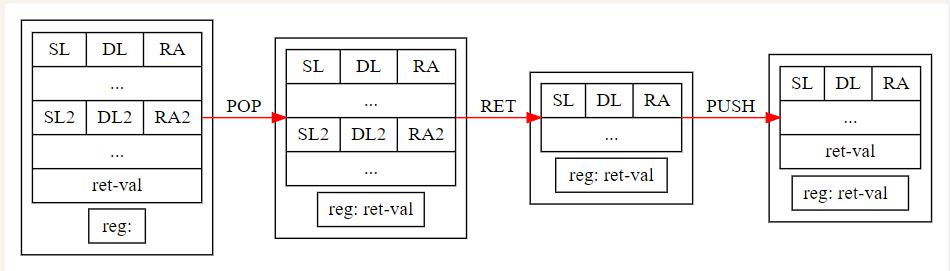 SL DL RA
...
SL2 DL2 RA2
...
ret-val
reg:
POP
SL DL RA
...
SL2 DL2 RA2
...
reg: ret-val
RET
SL DL RA
...
reg: ret-val
PUSH
SL DL RA
...
ret-val
reg: ret-val